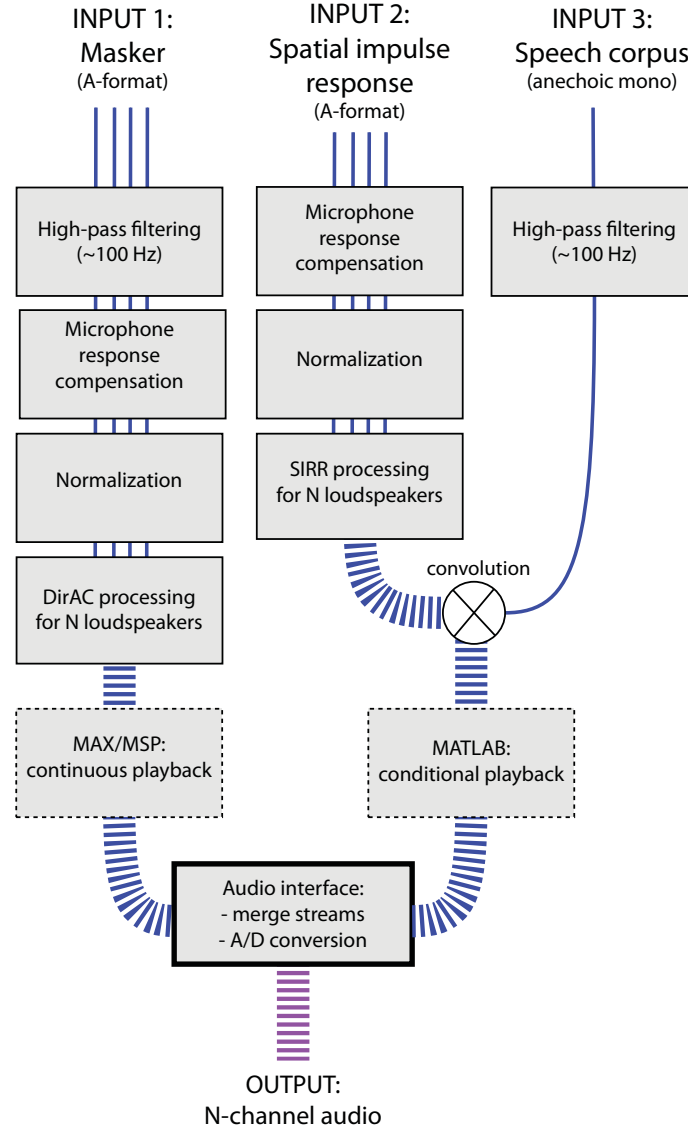 INPUT 1:
Masker
(A-format)
INPUT 2:
Spatial impulse
response
(A-format)
INPUT 3:
Speech corpus
(anechoic mono)
High-pass filtering
(~100 Hz)
Microphone
response
compensation
Normalization
DirAC processing
for N loudspeakers
MAX/MSP:
continuous playback
Microphone
response
compensation
Normalization
SIRR processing
for N loudspeakers
High-pass filtering
(~100 Hz)
convolution
MATLAB:
conditional playback
Audio interface:
- merge streams
- A/D conversion
OUTPUT:
N-channel audio